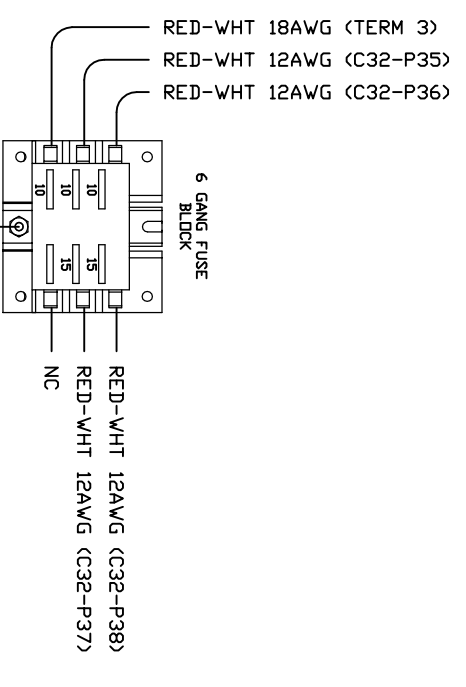 RED-WHT 18AWG (TERM 3)
RED-WHT 12AWG (C32-P35)
RED-WHT 12AWG (C32-P36)
10
10
10
6 GANG FUSE
BLOCK
15
15
NC
RED-WHT 12AWG (C32-P37)
RED-WHT 12AWG (C32-P38)